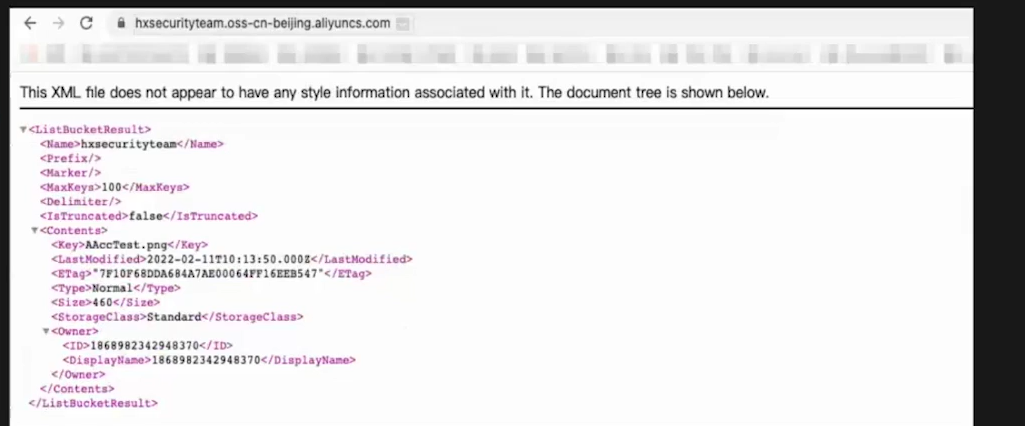 hxsecurityteam.oss-cn-beijing.aliyuncs.com
This XML file does not appear to have any style information associated with it. The document tree is shown below.
▼<ListBucketResult>
<Name>hxsecurityteam</Name>
<Prefix/>
<Marker/>
<MaxKeys>100</MaxKeys>
<Delimiter/>
<IsTruncated>false</IsTruncated>
▼<Contents>
<Key>AAccTest.png</Key>
<LastModified>2022-02-11T10:13:50.000Z</LastModified>
<ETag>"7F10F68DDA684A7AE00064FF16EEB547"</ETag>
<Type>Normal</Type>
<Size>460</Size>
<StorageClass>Standard</StorageClass>
▼<Owner>
<ID>1868982342948370</ID>
<DisplayName>1868982342948370</DisplayName>
</Owner>
</Contents>
</ListBucketResult>